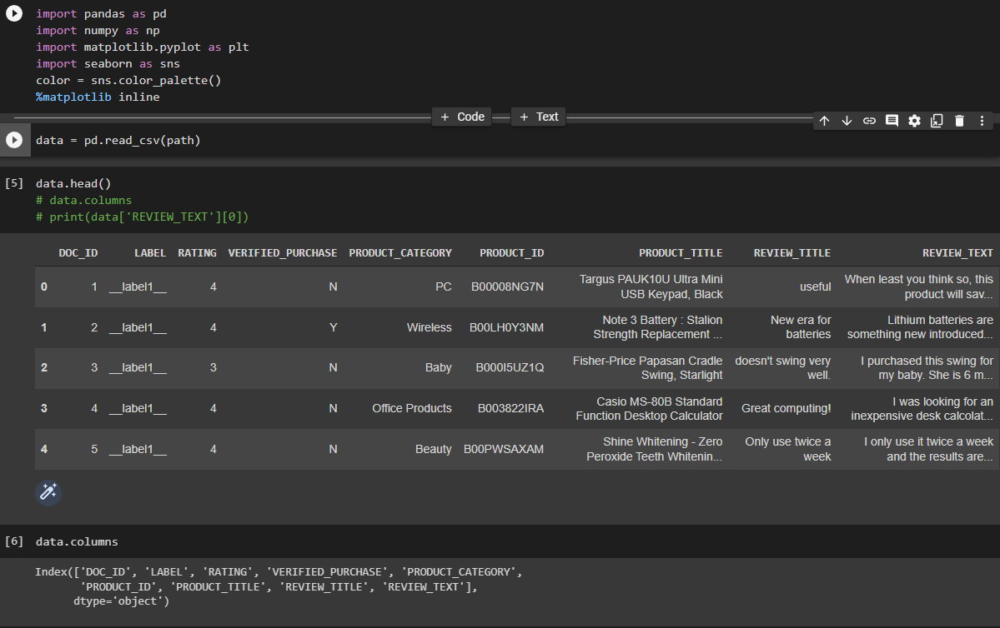 import pandas as pd
import numpy as np
import matplotlib.pyplot as plt
import seaborn as sns
color = sns.color_palette()
%matplotlib inline
+ Code + Text
data = pd.read_csv(path)
[5] data.head()
# data.columns
# print(data['REVIEW_TEXT'][0])
DOC_ID LABEL RATING VERIFIED_PURCHASE PRODUCT_CATEGORY PRODUCT_ID PRODUCT_TITLE REVIEW_TITLE REVIEW_TEXT
0 1 __label1__ 4 N PC B00008NG7N Targus PAUK10U Ultra Mini USB Keypad, Black useful When least you think so, this product will sav...
1 2 __label1__ 4 Y Wireless B00LH0Y3NM Note 3 Battery : Stalion Strength Replacement ... New era for batteries Lithium batteries are something new introduced...
2 3 __label1__ 3 N Baby B000I5UZ1Q Fisher-Price Papasan Cradle Swing, Starlight doesn't swing very well. I purchased this swing for my baby. She is 6 m...
3 4 __label1__ 4 N Office Products B003822IRA Casio MS-80B Standard Function Desktop Calculator Great computing! I was looking for an inexpensive desk calcolat...
4 5 __label1__ 4 N Beauty B00PWSAXAM Shine Whitening - Zero Peroxide Teeth Whitenin... Only use twice a week I only use it twice a week and the results are...
[6] data.columns
Index(['DOC_ID', 'LABEL', 'RATING', 'VERIFIED_PURCHASE', 'PRODUCT_CATEGORY',
'PRODUCT_ID', 'PRODUCT_TITLE', 'REVIEW_TITLE', 'REVIEW_TEXT'],
dtype='object')